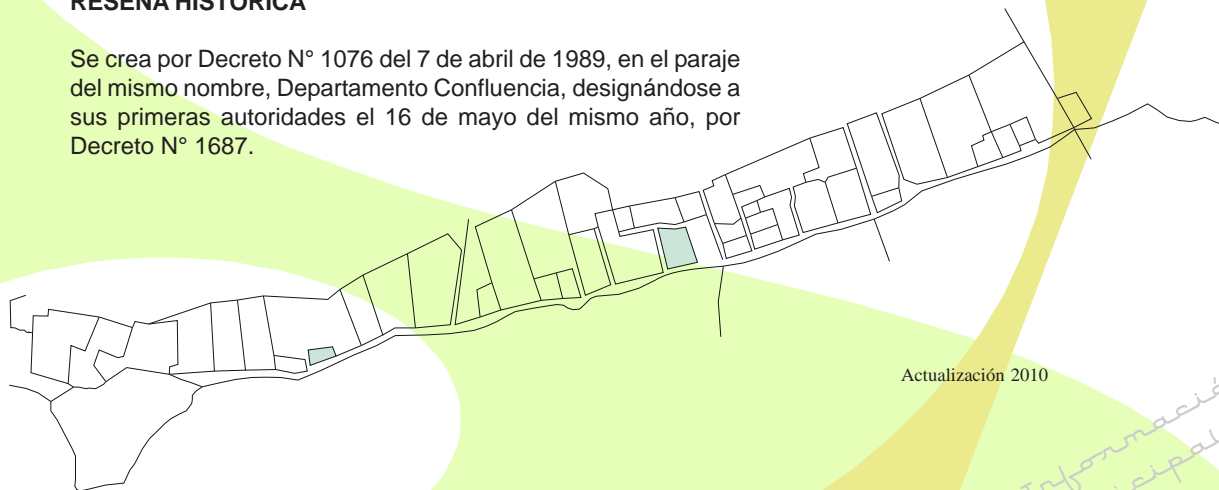 RESEÑA HISTÓRICA
Se crea por Decreto N° 1076 del 7 de abril de 1989, en el paraje
del mismo nombre, Departamento Confluencia, designándose a
sus primeras autoridades el 16 de mayo del mismo año, por
Decreto N° 1687.
Actualización 2010